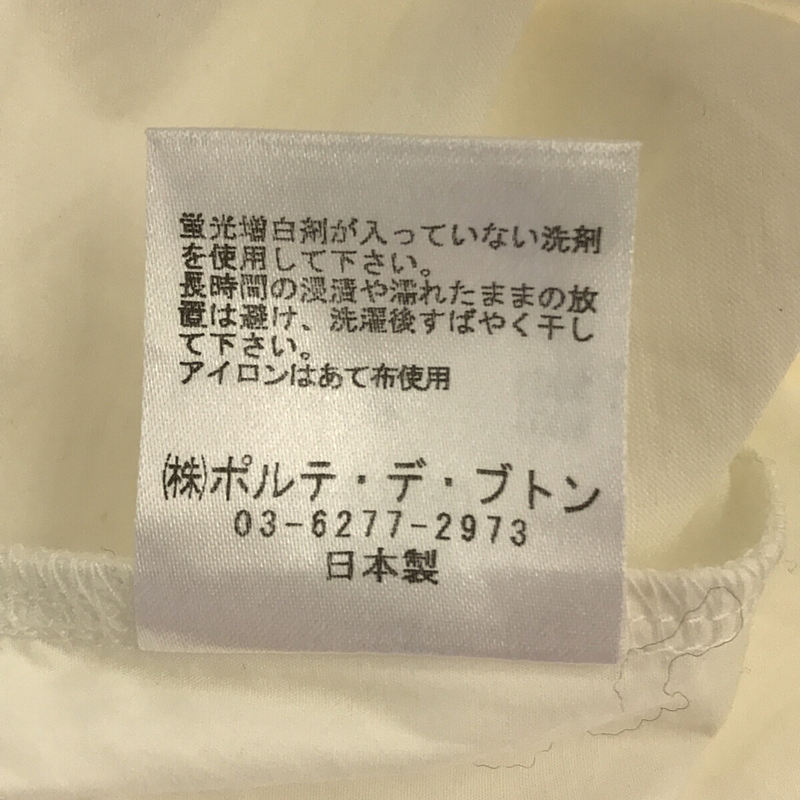 蛍光増白剤が入っていない洗剤
を使用して下さい。
長時間の浸漬や濡れたままの放
置は避け、洗濯後すばやく干し
て下さい。
アイロンはあて布使用
㈱ポルテ・デ・ブトン
03-6277-2973
日本製